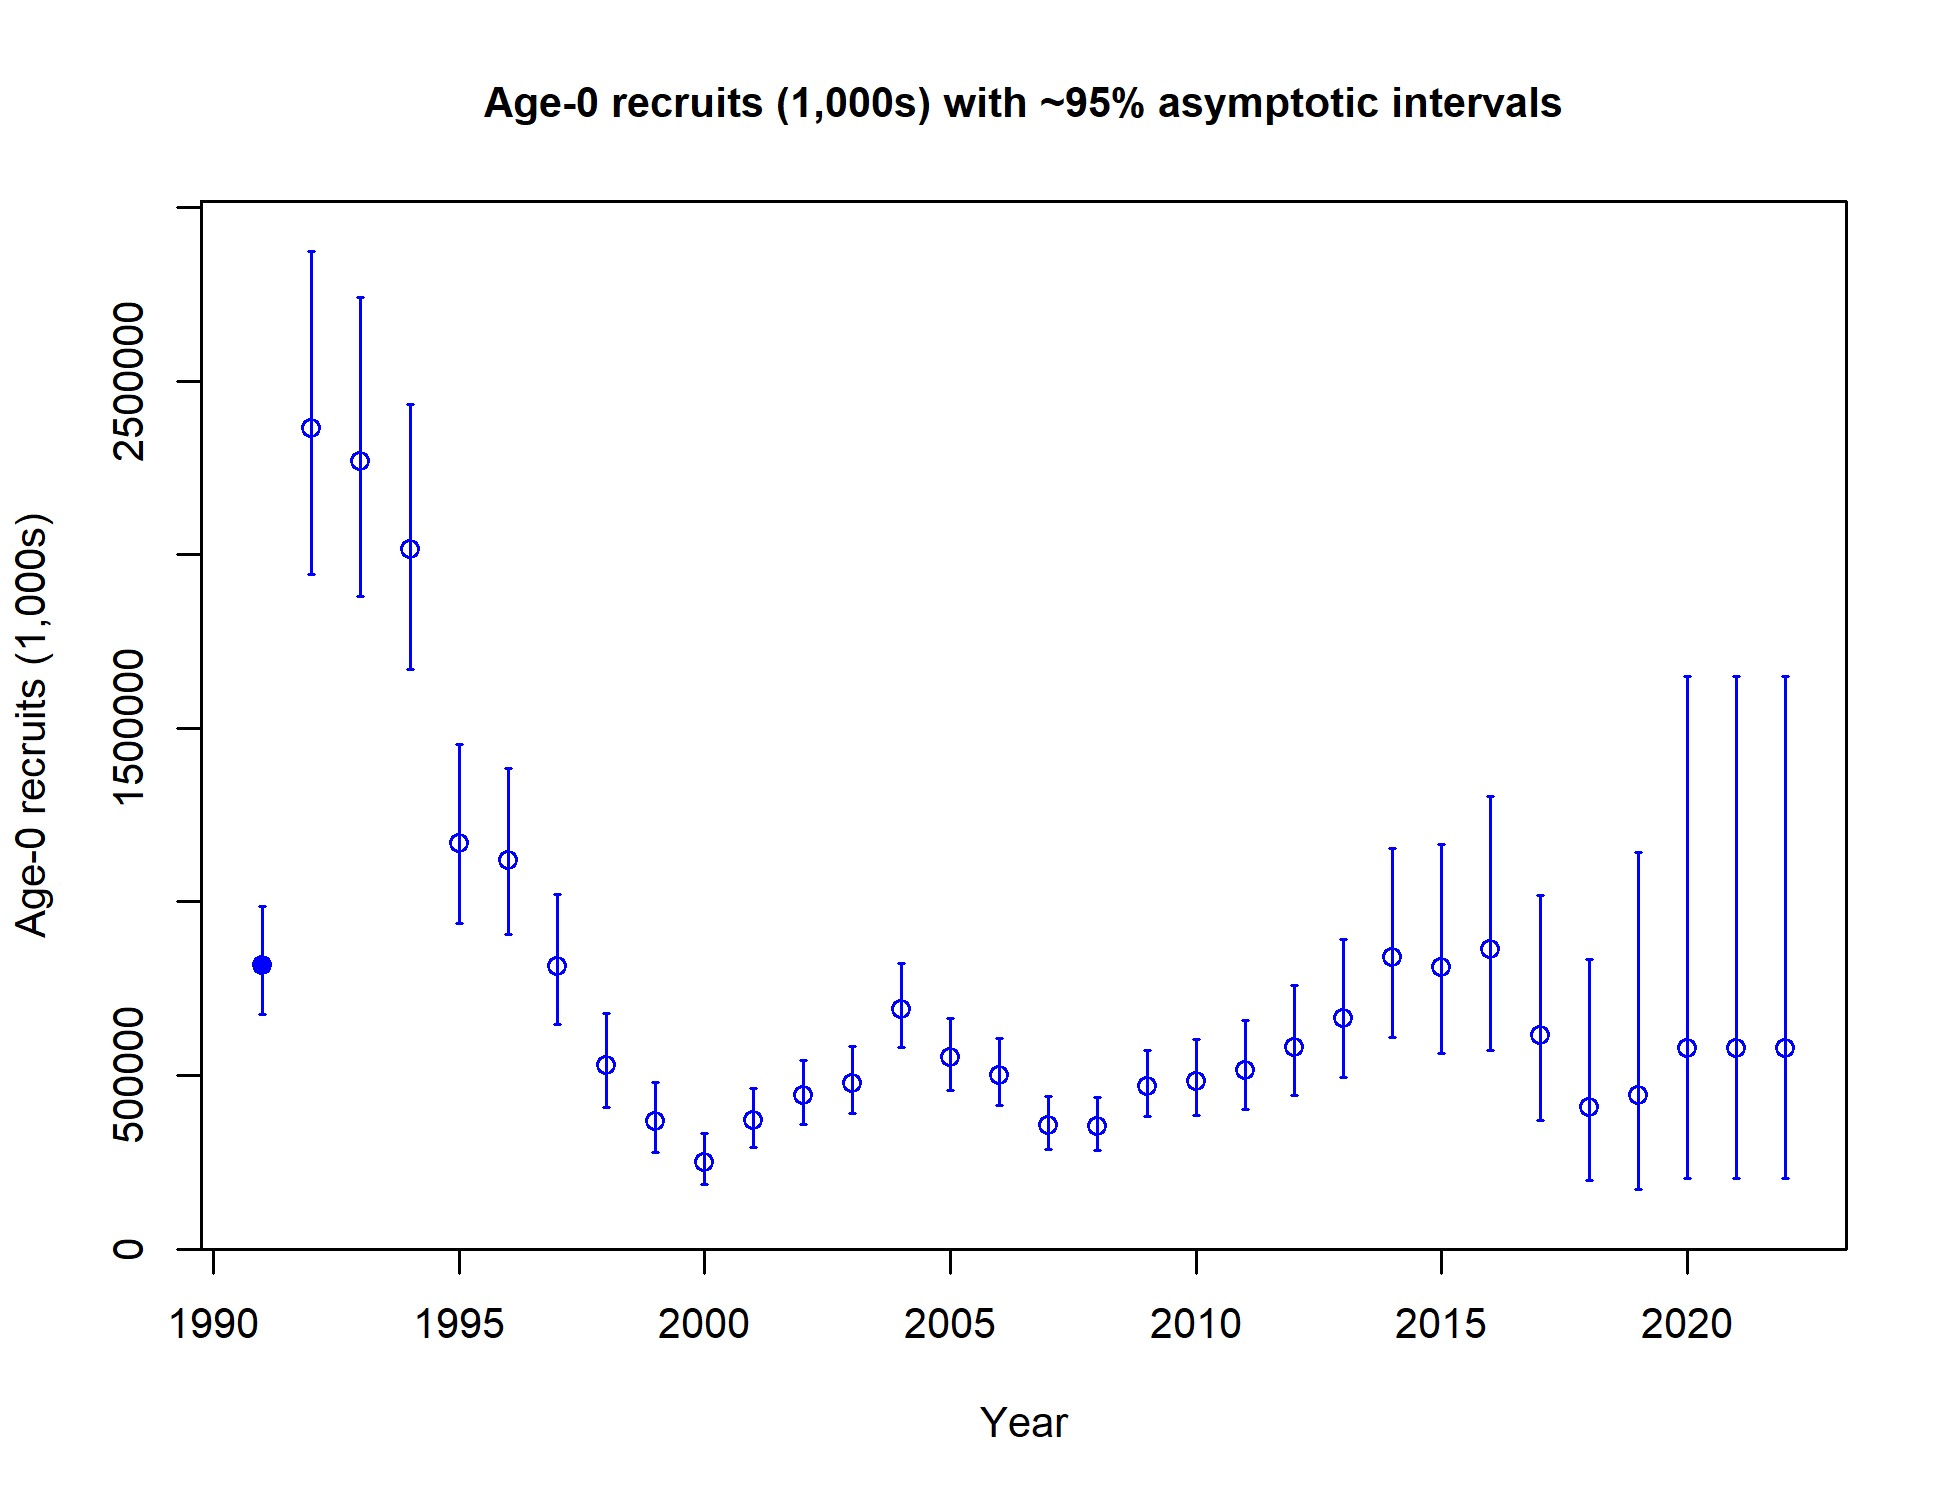 Age-0 recruits (1,000s) with ~95% asymptotic intervals
Age-0 recruits (1,000s)
2500000
1500000
500000
0
1990 1995 2000 2005 2010 2015 2020
Year